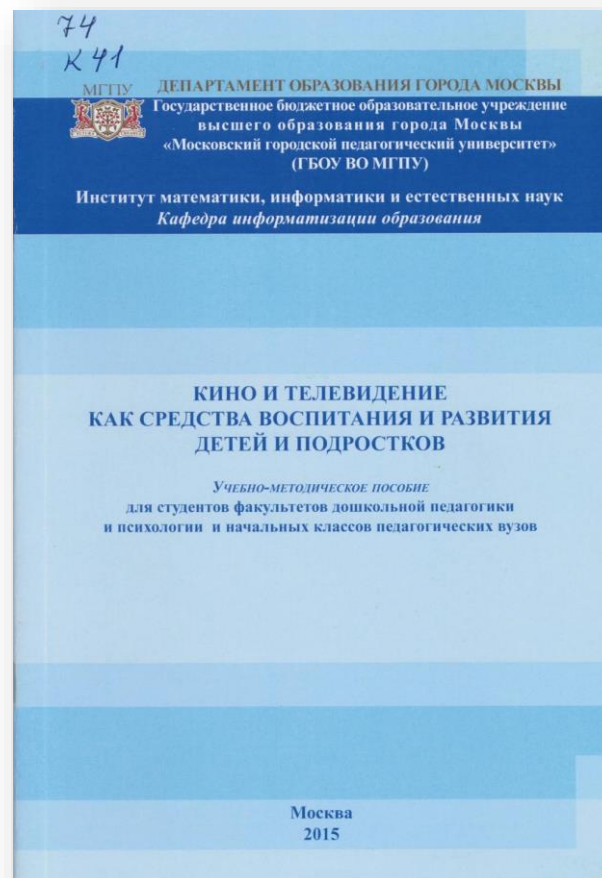 74
К 41
МГПУ
ДЕПАРТАМЕНТ ОБРАЗОВАНИЯ ГОРОДА МОСКВЫ
Государственное бюджетное образовательное учреждение
высшего образования города Москвы
«Московский городской педагогический университет»
(ГБОУ ВО МГПУ)
Институт математики, информатики и естественных наук
Кафедра информатизации образования
КИНО И ТЕЛЕВИДЕНИЕ
КАК СРЕДСТВА ВОСПИТАНИЯ И РАЗВИТИЯ
ДЕТЕЙ И ПОДРОСТКОВ
УЧЕБНО-МЕТОДИЧЕСКОЕ ПОСОБИЕ
для студентов факультетов дошкольной педагогики
и психологии и начальных классов педагогических вузов
Москва
2015